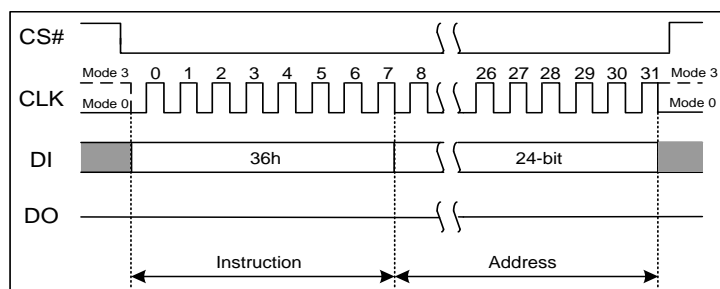 CS#
Mode 3 0 1 2 3 4 5 6 7 8 26 27 28 29 30 31 Mode 3
CLK
Mode 0 Mode 0
DI 36h 24-bit
DO
Instruction Address